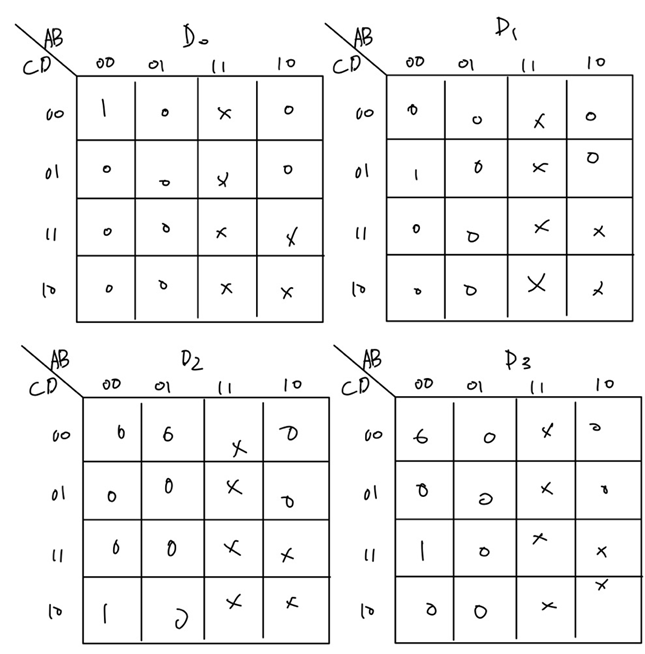 AB D0
CD 00 01 11 10
00 1 0 x 0
01 0 0 x 0
11 0 0 x x
10 0 0 x x
AB D1
CD 00 01 11 10
00 0 0 x 0
01 1 0 x 0
11 0 0 x x
10 0 0 x x
AB D2
CD 00 01 11 10
00 0 0 x 0
01 0 0 x 0
11 0 0 x x
10 1 0 x x
AB D3
CD 00 01 11 10
00 0 0 x 0
01 0 0 x 0
11 1 0 x x
10 0 0 x x